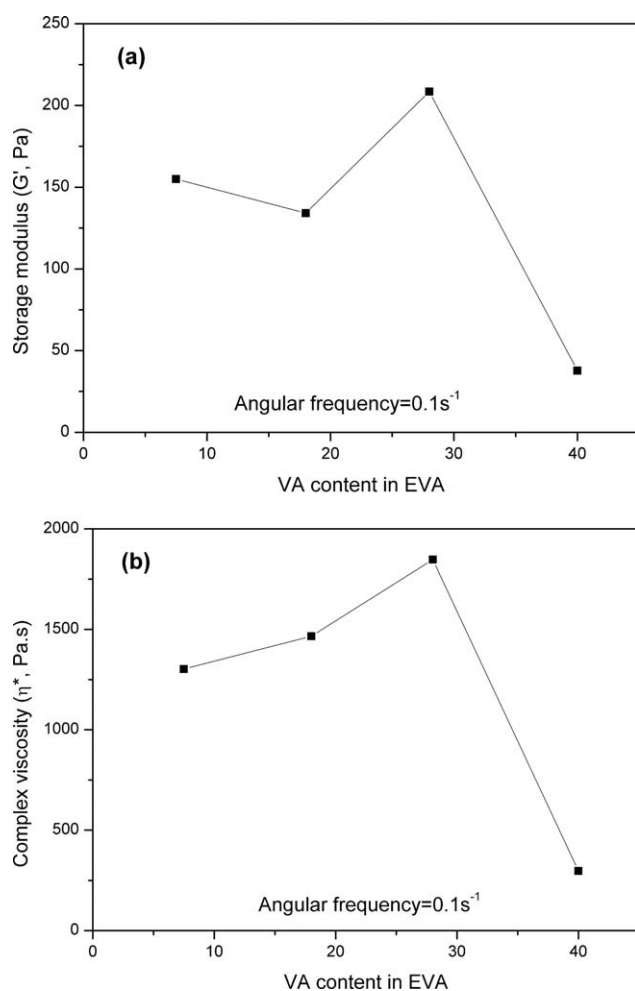 (a)
Storage modulus (G', Pa)
250
200
150
100
50
0
Angular frequency=0.1s⁻¹
0 10 20 30 40
VA content in EVA
(b)
Complex viscosity (η*, Pa.s)
2000
1500
1000
500
0
Angular frequency=0.1s⁻¹
0 10 20 30 40
VA content in EVA